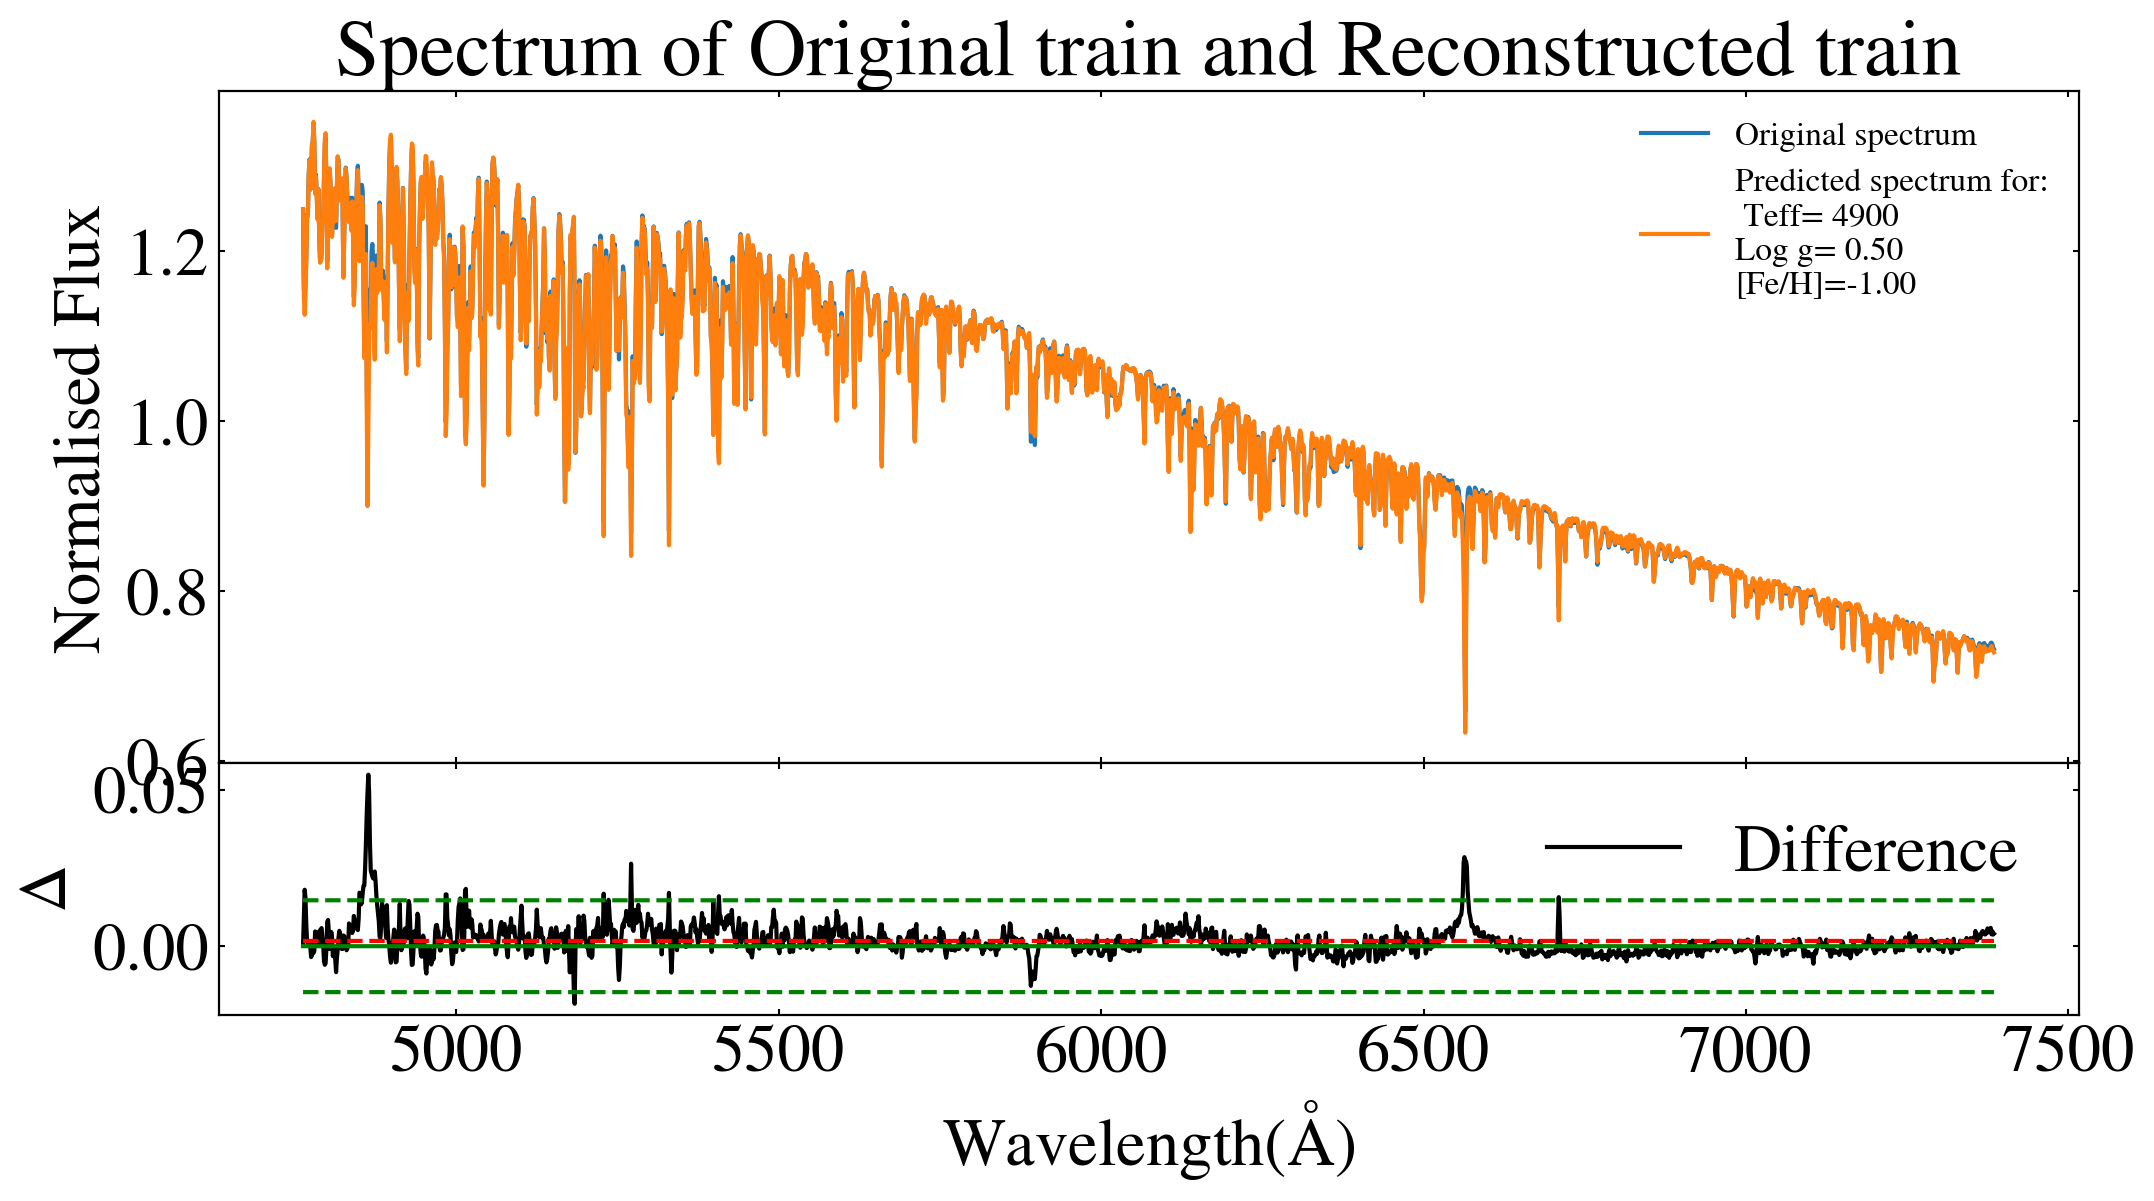 Spectrum of Original train and Reconstructed train
Original spectrum
Predicted spectrum for:
Teff= 4900
Log g= 0.50
[Fe/H]=-1.00
Normalised Flux
1.2
1.0
0.8
0.6
0.05
0.00
Δ
Difference
5000 5500 6000 6500 7000 7500
Wavelength(Å)